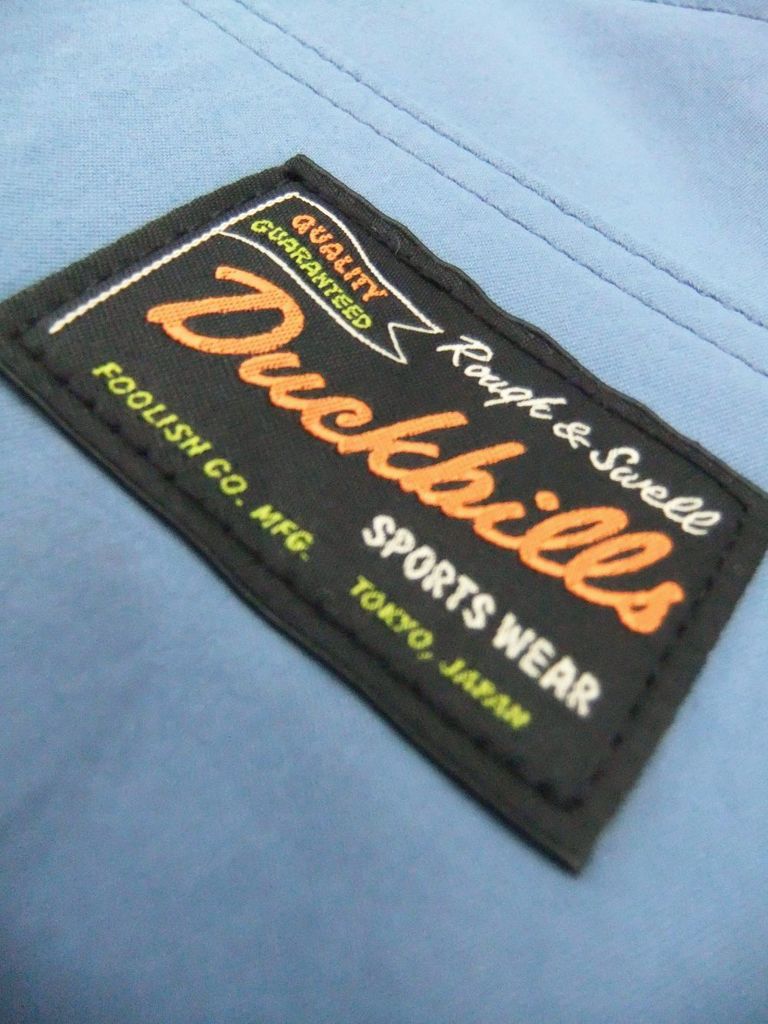 QUALITY
GUARANTEED
Rough & Swell
Duckbills
SPORTS WEAR
FOOLISH CO. MFG. TOKYO, JAPAN